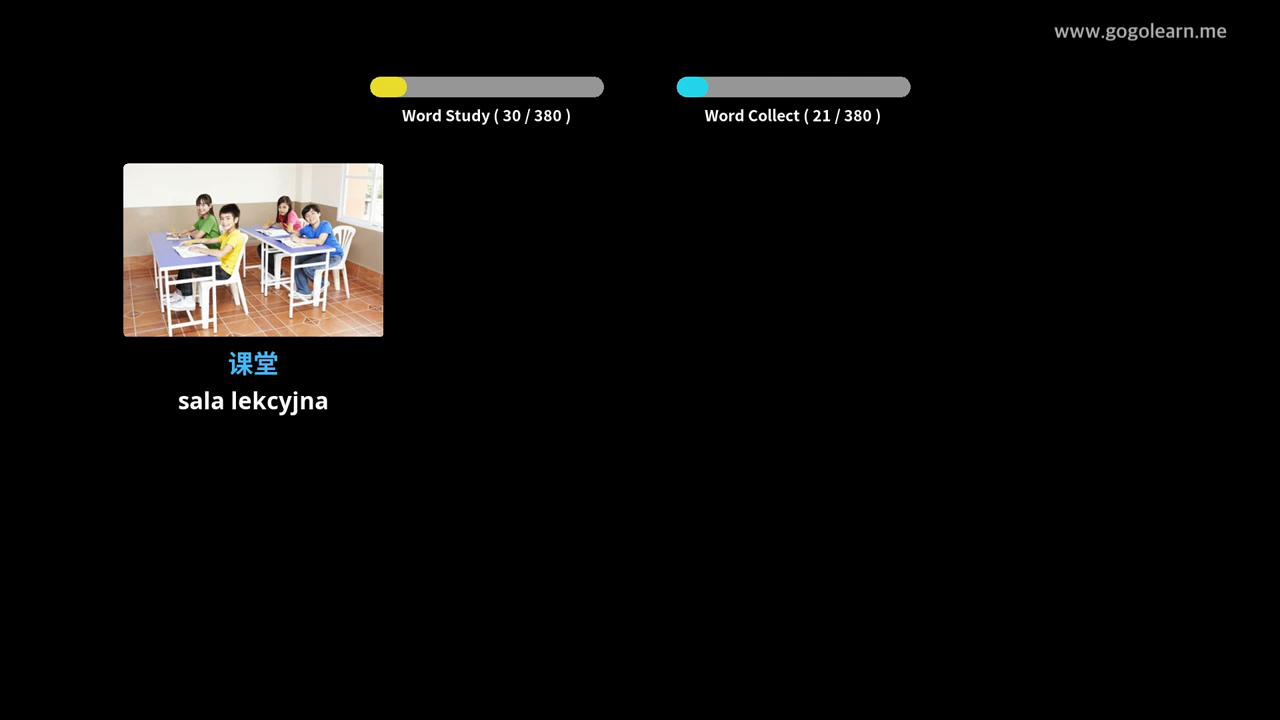 www.gogolearn.me
Word Study ( 30 / 380 )
Word Collect ( 21 / 380 )
课堂
sala lekcyjna